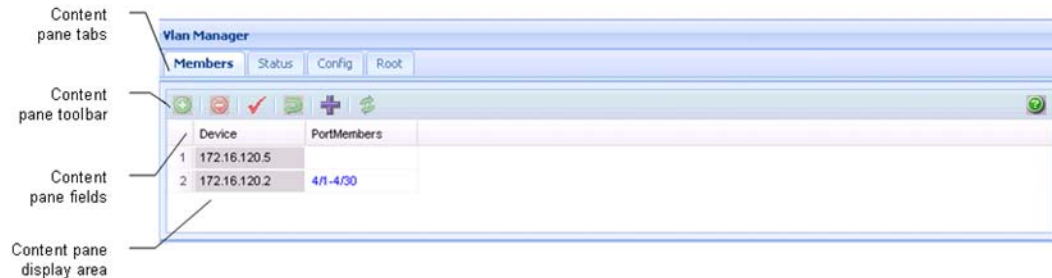 Content
pane tabs
Vlan Manager
Members Status Config Root
Content
pane toolbar
Device PortMembers
1 172.16.120.5
2 172.16.120.2 4/1-4/30
Content
pane fields
Content pane
display area